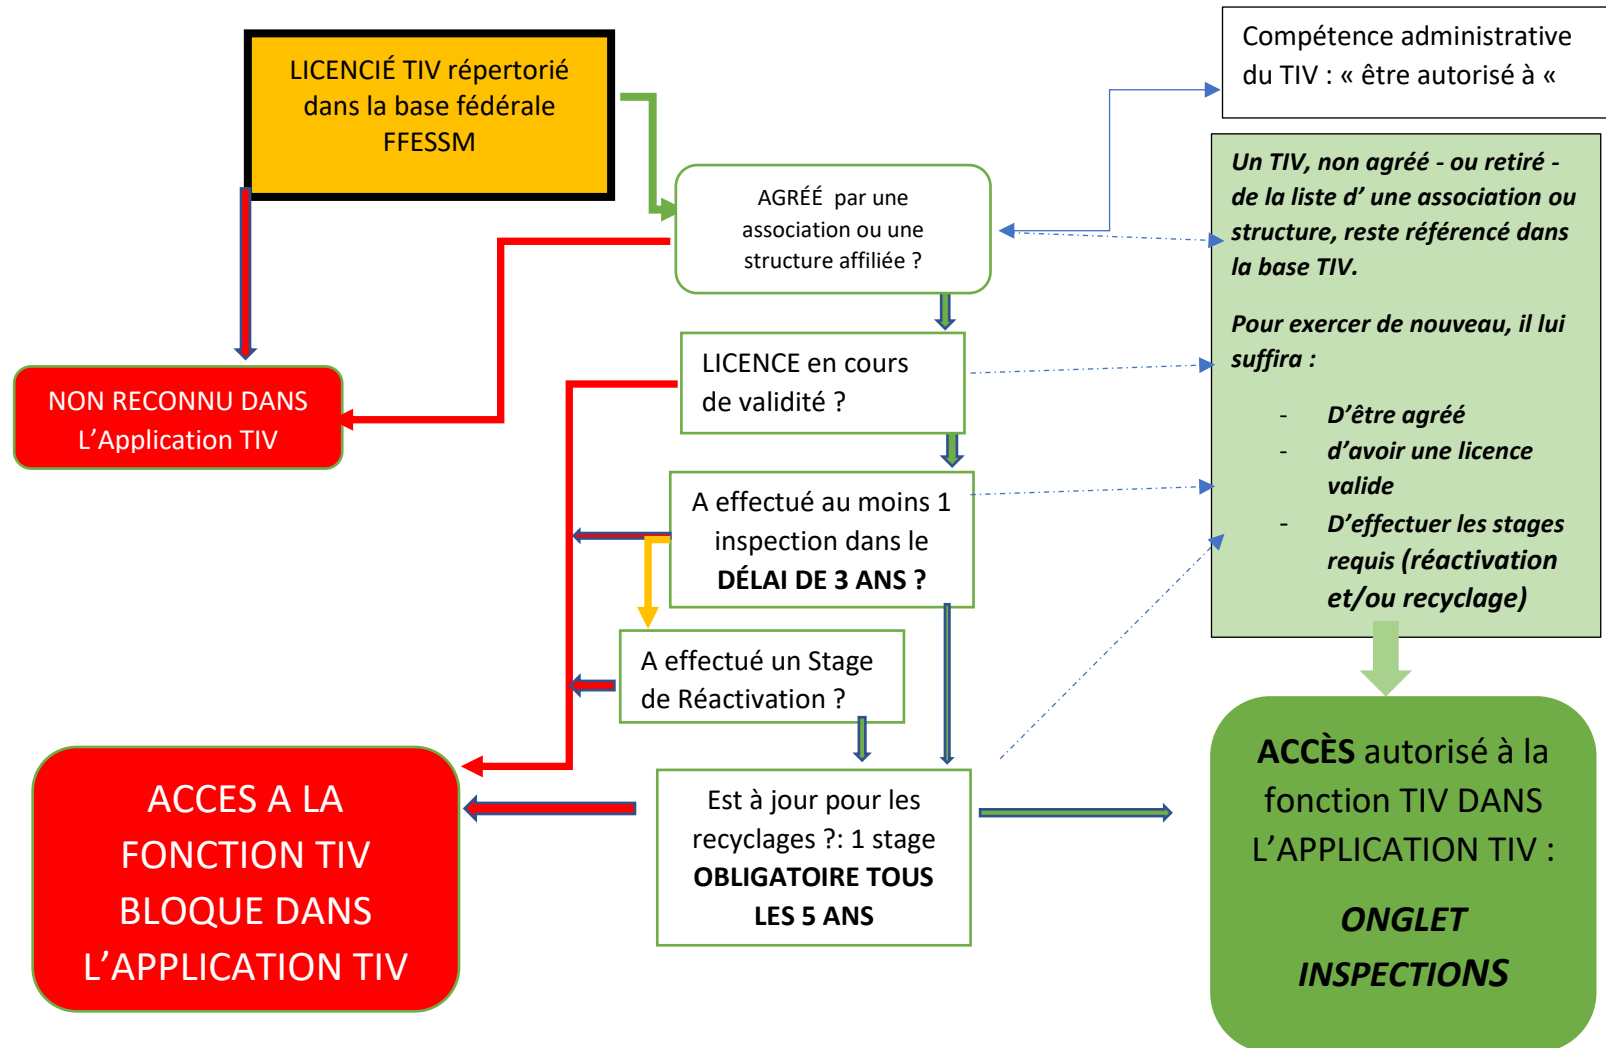 LICENCIÉ TIV répertorié
dans la base fédérale
FFESSM
Compétence administrative
du TIV : « être autorisé à «
AGRÉÉ  par une
association ou une
structure affiliée ?
Un TIV, non agréé - ou retiré -
de la liste d’ une association ou
structure, reste référencé dans
la base TIV.
Pour exercer de nouveau, il lui
suffira :
- D’être agréé
- d’avoir une licence
valide
- D’effectuer les stages
requis (réactivation
et/ou recyclage)
LICENCE en cours
de validité ?
NON RECONNU DANS
L’Application TIV
A effectué au moins 1
inspection dans le
DÉLAI DE 3 ANS ?
A effectué un Stage
de Réactivation ?
Est à jour pour les
recyclages ?: 1 stage
OBLIGATOIRE TOUS
LES 5 ANS
ACCES A LA
FONCTION TIV
BLOQUE DANS
L’APPLICATION TIV
ACCÈS autorisé à la
fonction TIV DANS
L’APPLICATION TIV :
ONGLET
INSPECTIONS